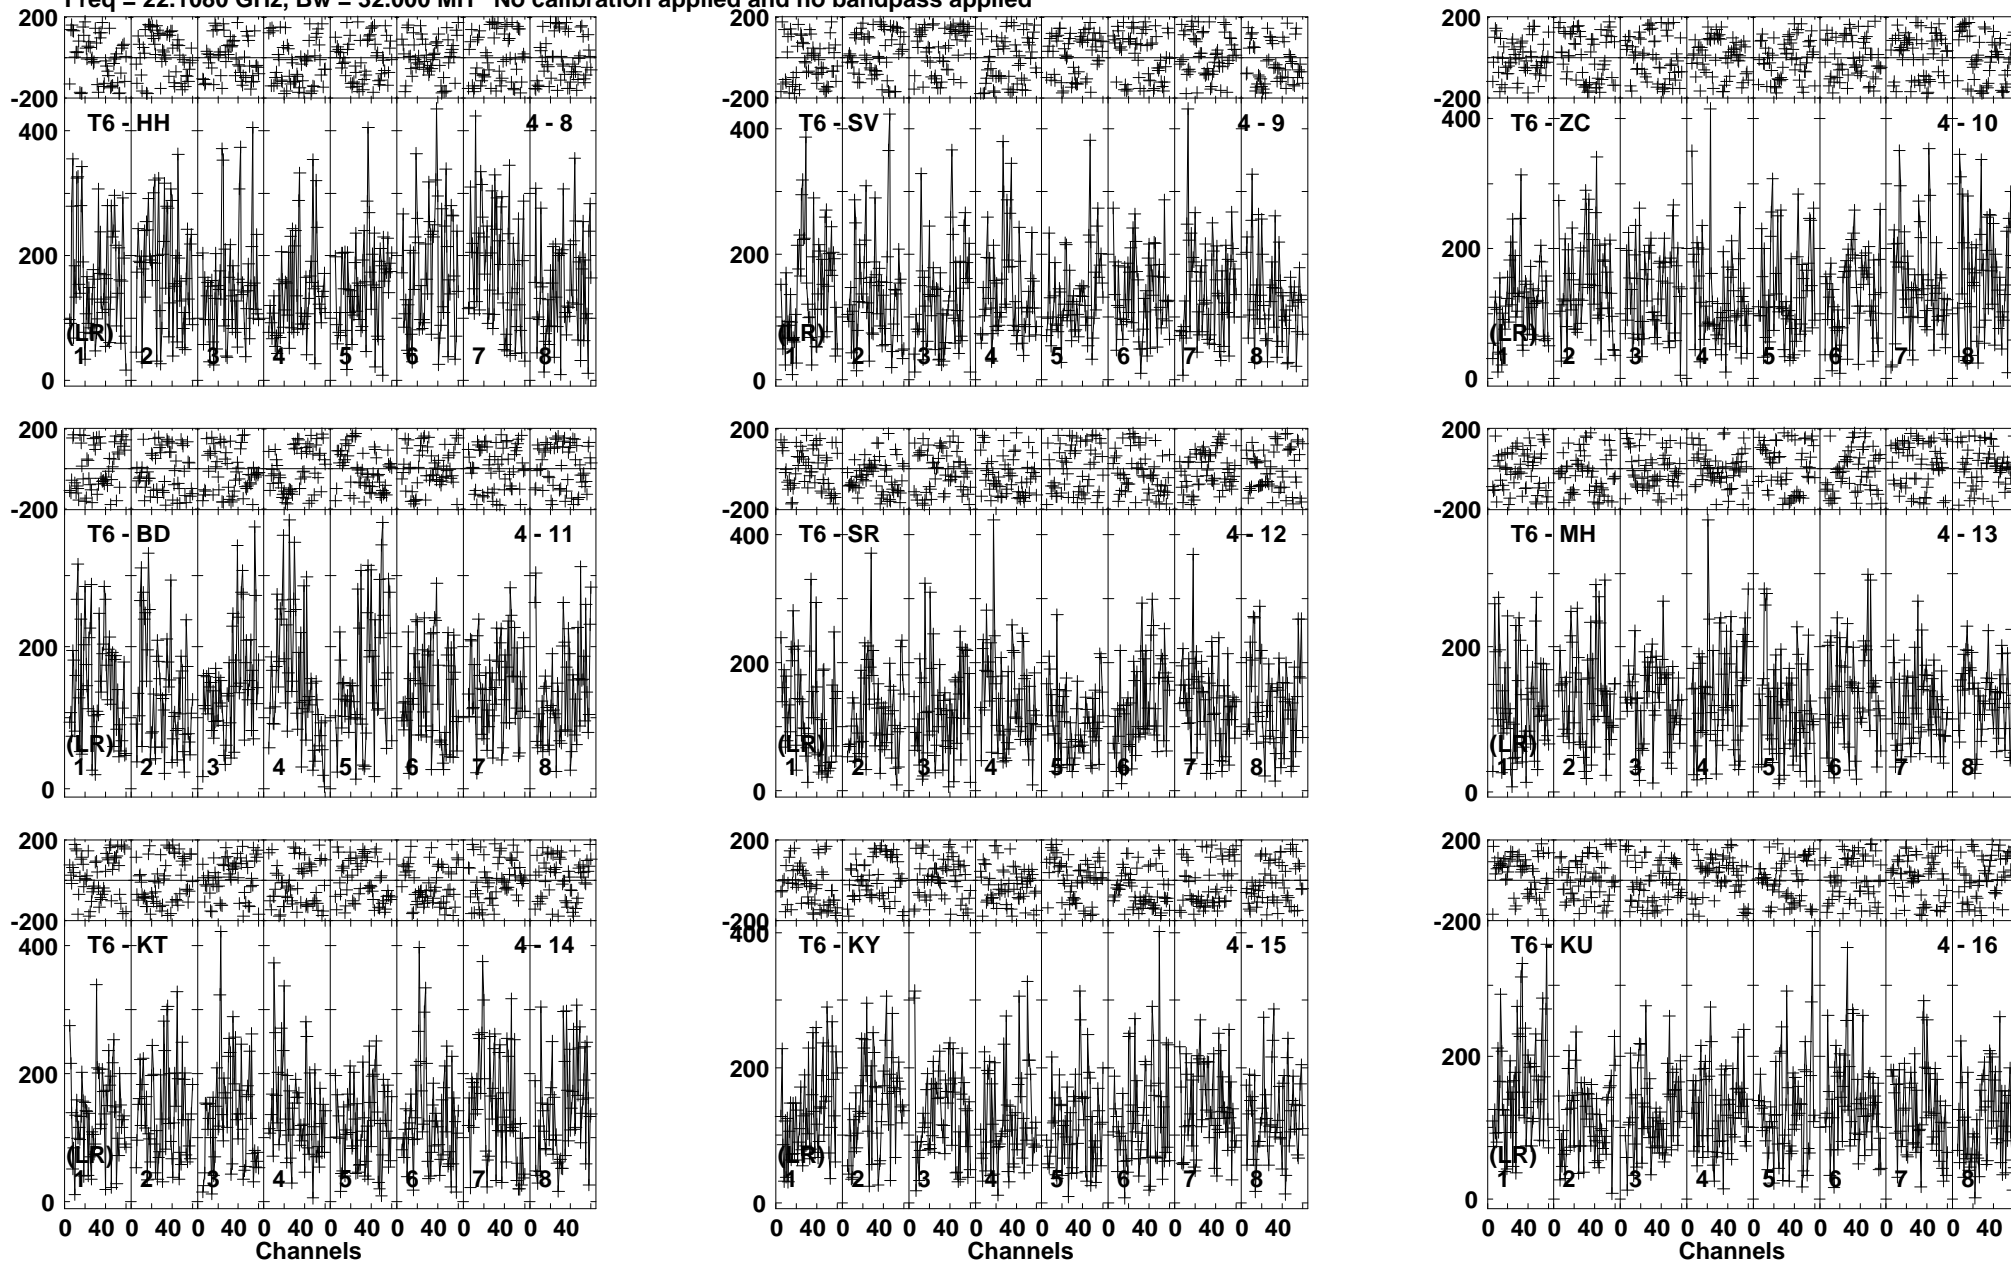 Freq = 22.1080 GHz, Bw = 32.000 MH No calibration applied and no bandpass applied
200 200 200
-200 -200 -200
400 T6 - HH 4 - 8 400 T6 - SV 4 - 9 400 T6 - ZC 4 - 10
200 200 200
(LR) (LR) (LR)
1 2 3 4 5 6 7 8 1 2 3 4 5 6 7 8 1 2 3 4 5 6 7 8
0 0 0
200 200 200
-200 -200 -200
T6 - BD 4 - 11 400 T6 - SR 4 - 12 T6 - MH 4 - 13
200 200 200
(LR) (LR) (LR)
1 2 3 4 5 6 7 8 1 2 3 4 5 6 7 8 1 2 3 4 5 6 7 8
0 0 0
200 200 200
-200 -200 -200
400 T6 - KT 4 - 14 400 T6 - KY 4 - 15 T6 - KU 4 - 16
200 200 200
(LR) (LR) (LR)
1 2 3 4 5 6 7 8 1 2 3 4 5 6 7 8 1 2 3 4 5 6 7 8
0 0 0
0 40 0 40 0 40 0 40 0 40 0 40 0 40 0 40 0 40 0 40 0 40 0 40 0 40 0 40 0 40 0 40 0 40 0 40 0 40 0 40 0 40 0 40 0 40 0 40
Channels Channels Channels